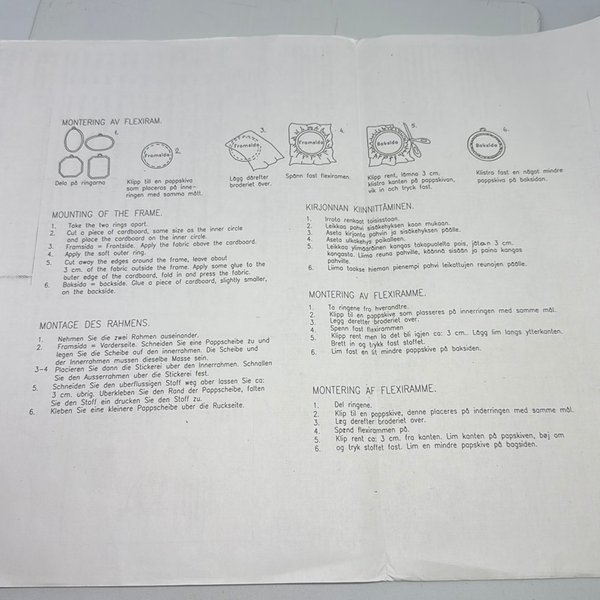 MONTERING AV FLEXIRAM.
1.
2.
3.
4.
5.
6.
Framsida
Framsida
Framsida
Baksida
Baksida
Dela på ringarna
Klipp till en pappskiva
som placeras på inne-
ringen med samma mått.
Lägg därefter
broderiet över.
Spänn fast flexiramen.
Klipp rent, lämna 3 cm.
klistra kanten på pappskivan,
vik in och tryck fast.
Klistra fast en något mindre
pappskiva på baksidan.
MOUNTING OF THE FRAME.
1. Take the two rings apart.
2. Cut a piece of cardboard, same size as the inner circle
and place the cardboard on the inner circle.
3. Framsida = Frontside. Apply the fabric above the cardboard.
4. Apply the soft outer ring.
5. Cut away the edges around the frame, leave about
3 cm. of the fabric outside the frame. Apply some glue to the
outer edge of the cardboard, fold in and press the fabric.
6. Baksida = backside. Glue a piece of cardboard, slightly smaller,
on the backside.
MONTAGE DES RAHMENS.
1. Nehmen Sie die zwei Rahmen auseinander.
2. Framsida = Vorderseite. Schneiden Sie eine Pappscheibe zu und
legen Sie die Scheibe auf den innerrahmen. Die Scheibe und
der Innerrahmen mussen dieselbe Masse sein.
3-4 Placieren Sie dann die Stickerei über den Innerrahmen. Schnallen
Sie den Ausserrahmen uber die Stickerei fest.
5. Schneiden Sie den uberflussigen Stoff weg aber lassen Sie ca:
3 cm. ubrig. Uberkleben Sie den Rand der Pappscheibe, falten
Sie den Stoff ein drucken Sie den Stoff zu.
6. Kleben Sie eine kleinere Pappscheibe uber die Ruckseite.
KIRJONNAN KIINNITTÄMINEN.
1. Irrota renkaat toisistaan.
2. Leikkaa pahvi sisäkehyksen koon mukaan.
3. Aseta kirjonta pahvin ja sisäkehyksen päälle.
4. Aseta ulkokehys paikalleen.
5. Leikkaa ylimääräinen kangas takapuolelta pois, jätän 3 cm.
kangasta. Liimaa reuna pahville, käännä sisään ja paina kangas
pahville.
6. Liimaa taakse hieman pienempi pahvi leikattujen reunojen päälle.
MONTERING AV FLEXIRAMME.
1. Ta ringene fra hverandre.
2. Klipp til en pappskive som plasseres på innerringen med samme mål.
3. Legg deretter broderiet over.
4. Spenn fast flexirammen
5. Klipp rent men la det bli igjen ca: 3 cm. Lägg lim langs ytterkanten.
Brett in og trykk fast stoffet.
6. Lim fast en lit mindre pappskive på baksiden.
MONTERING AF FLEXIRAMME.
1. Del ringene.
2. Klip til en papskive, denne placeres på inderringen med samme mål.
3. Læg derefter broderiet over.
4. Spænd flexirammen på.
5. Klip rent ca: 3 cm. fra kanten. Lim kanten på papskiven, bøj om
og tryk stoffet fast. Lim en mindre papskive på bagsiden.
6.